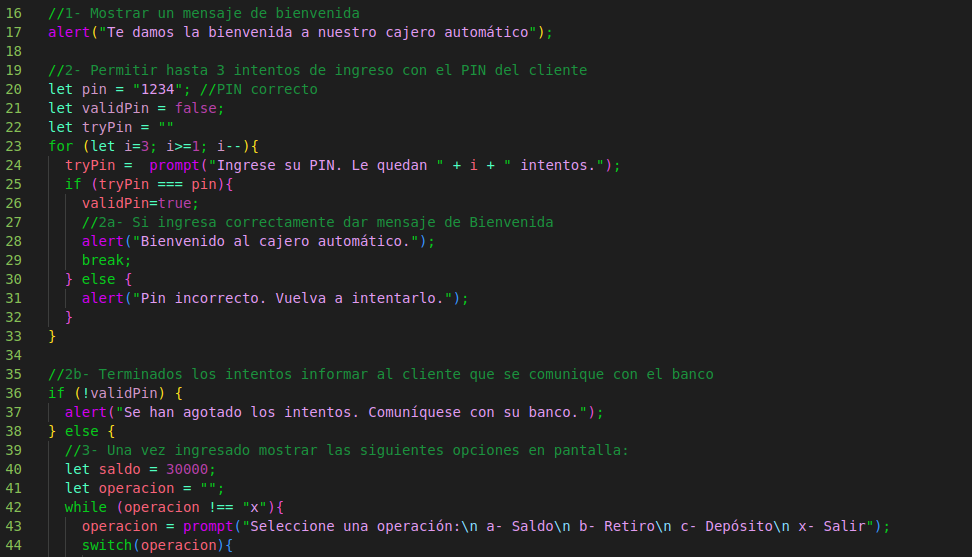 16 //1- Mostrar un mensaje de bienvenida
17 alert("Te damos la bienvenida a nuestro cajero automático");
18
19 //2- Permitir hasta 3 intentos de ingreso con el PIN del cliente
20 let pin = "1234"; //PIN correcto
21 let validPin = false;
22 let tryPin = ""
23 for (let i=3; i>=1; i--){
24 tryPin =  prompt("Ingrese su PIN. Le quedan " + i + " intentos.");
25 if (tryPin === pin){
26 validPin=true;
27 //2a- Si ingresa correctamente dar mensaje de Bienvenida
28 alert("Bienvenido al cajero automático.");
29 break;
30 } else {
31 alert("Pin incorrecto. Vuelva a intentarlo.");
32 }
33 }
34
35 //2b- Terminados los intentos informar al cliente que se comunique con el banco
36 if (!validPin) {
37 alert("Se han agotado los intentos. Comuníquese con su banco.");
38 } else {
39 //3- Una vez ingresado mostrar las siguientes opciones en pantalla:
40 let saldo = 30000;
41 let operacion = "";
42 while (operacion !== "x"){
43 operacion = prompt("Seleccione una operación:\n a- Saldo\n b- Retiro\n c- Depósito\n x- Salir");
44 switch(operacion){